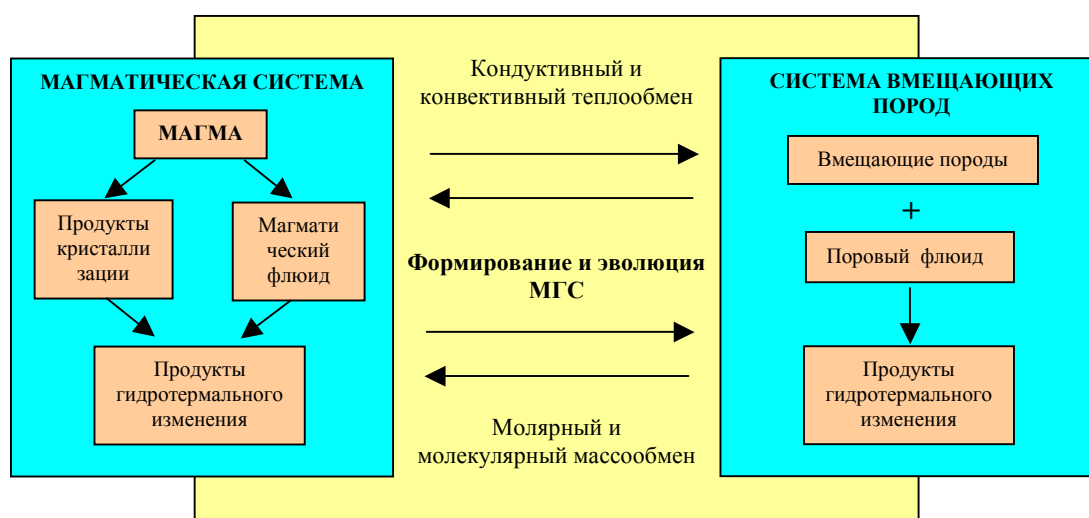 МАГМАТИЧЕСКАЯ СИСТЕМА
МАГМА
Продукты
кристалли
зации
Магмати
ческий
флюид
Продукты
гидротермального
изменения
Кондуктивный и
конвективный теплообмен
Формирование и эволюция
МГС
Молярный и
молекулярный массообмен
СИСТЕМА ВМЕЩАЮЩИХ
ПОРОД
Вмещающие породы
+
Поровый флюид
Продукты
гидротермального
изменения